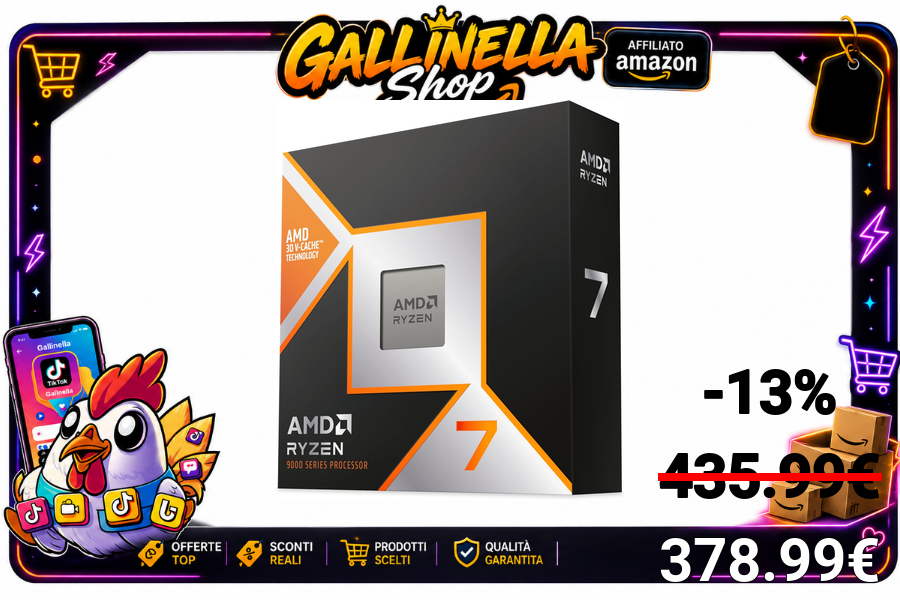 GALLINELLA
Shop
AFFILIATO
amazon
AMD
RYZEN
7
AMD
3D V-CACHE™
TECHNOLOGY
AMD
RYZEN
AMD
RYZEN
9000 SERIES PROCESSOR
7
Gallinella
TikTok
Gallinella
-13%
435.99€
378.99€
OFFERTE
TOP
SCONTI
REALI
PRODOTTI
SCELTI
QUALITÀ
GARANTITA